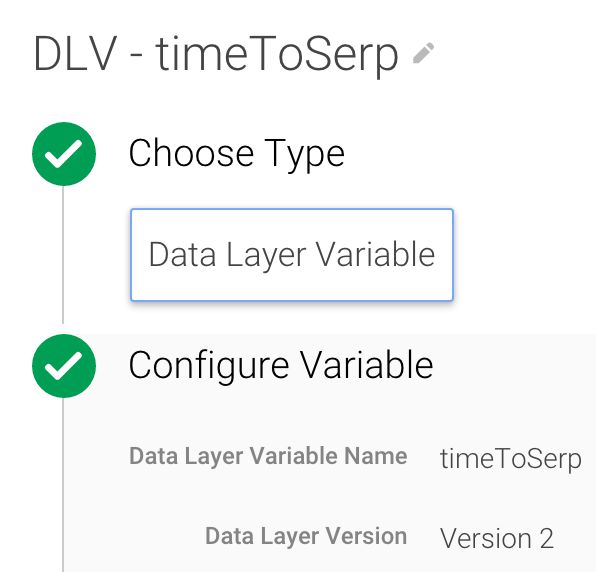 DLV - timeToSerp
Choose Type
Data Layer Variable
Configure Variable
Data Layer Variable Name timeToSerp
Data Layer Version Version 2